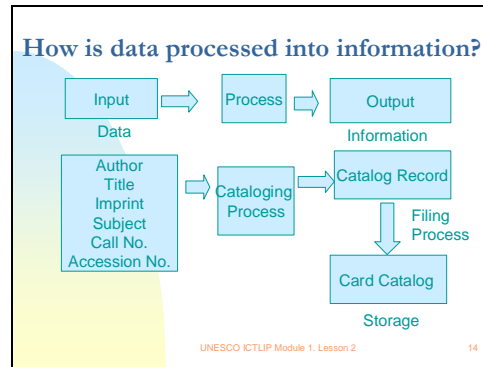 How is data processed into information?
Input
Process
Output
Data
Information
Author
Title
Imprint
Subject
Call No.
Accession No.
Cataloging
Process
Catalog Record
Filing
Process
Card Catalog
Storage
UNESCO ICTLIP Module 1. Lesson 2
14